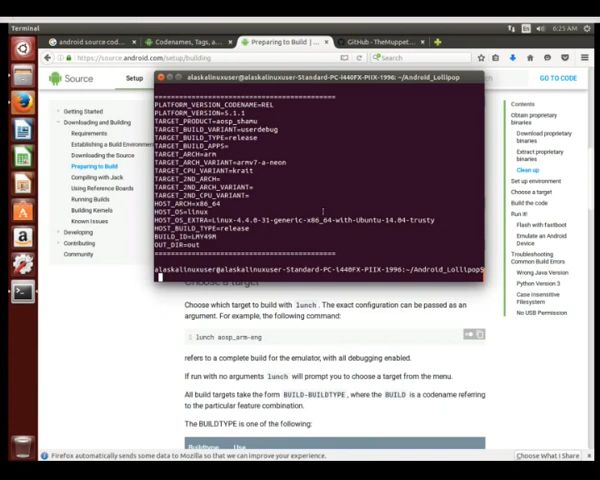 Terminal
6:25 AM
android source code...
Codenames, Tags, a...
Preparing to Build | ...
GitHub - TheMuppet...
https://source.android.com/setup/building
Search
Source
Setup
GO TO CODE
alaskalinuxuser@alaskalinuxuser-Standard-PC-i440FX-PIIX-1996: ~/Android_Lollipop
============================================
PLATFORM_VERSION_CODENAME=REL
PLATFORM_VERSION=5.1.1
TARGET_PRODUCT=aosp_shamu
TARGET_BUILD_VARIANT=userdebug
TARGET_BUILD_TYPE=release
TARGET_BUILD_APPS=
TARGET_ARCH=arm
TARGET_ARCH_VARIANT=armv7-a-neon
TARGET_CPU_VARIANT=krait
TARGET_2ND_ARCH=
TARGET_2ND_ARCH_VARIANT=
TARGET_2ND_CPU_VARIANT=
HOST_ARCH=x86_64
HOST_OS=linux
HOST_OS_EXTRA=Linux-4.4.0-31-generic-x86_64-with-Ubuntu-14.04-trusty
HOST_BUILD_TYPE=release
BUILD_ID=LMY49M
OUT_DIR=out
============================================
alaskalinuxuser@alaskalinuxuser-Standard-PC-i440FX-PIIX-1996:~/Android_Lollipop$
Getting Started
Downloading and Building
Requirements
Establishing a Build Environment
Downloading the Source
Preparing to Build
Compiling with Jack
Using Reference Boards
Running Builds
Building Kernels
Known Issues
Developing
Contributing
Community
Contents
Obtain proprietary
binaries
Download proprietary
binaries
Extract proprietary
binaries
Clean up
Set up environment
Choose a target
Build the code
Run it!
Flash with fastboot
Emulate an Android
Device
Troubleshooting
Common Build Errors
Wrong Java Version
Python Version 3
Case Insensitive
Filesystem
No USB Permission
Choose a target
Choose which target to build with lunch. The exact configuration can be passed as an
argument. For example, the following command:
$ lunch aosp_arm-eng
refers to a complete build for the emulator, with all debugging enabled.
If run with no arguments lunch will prompt you to choose a target from the menu.
All build targets take the form BUILD-BUILDTYPE, where the BUILD is a codename referring
to the particular feature combination.
The BUILDTYPE is one of the following:
Buildtype
Use
Firefox automatically sends some data to Mozilla so that we can improve your experience.
Choose What I Share